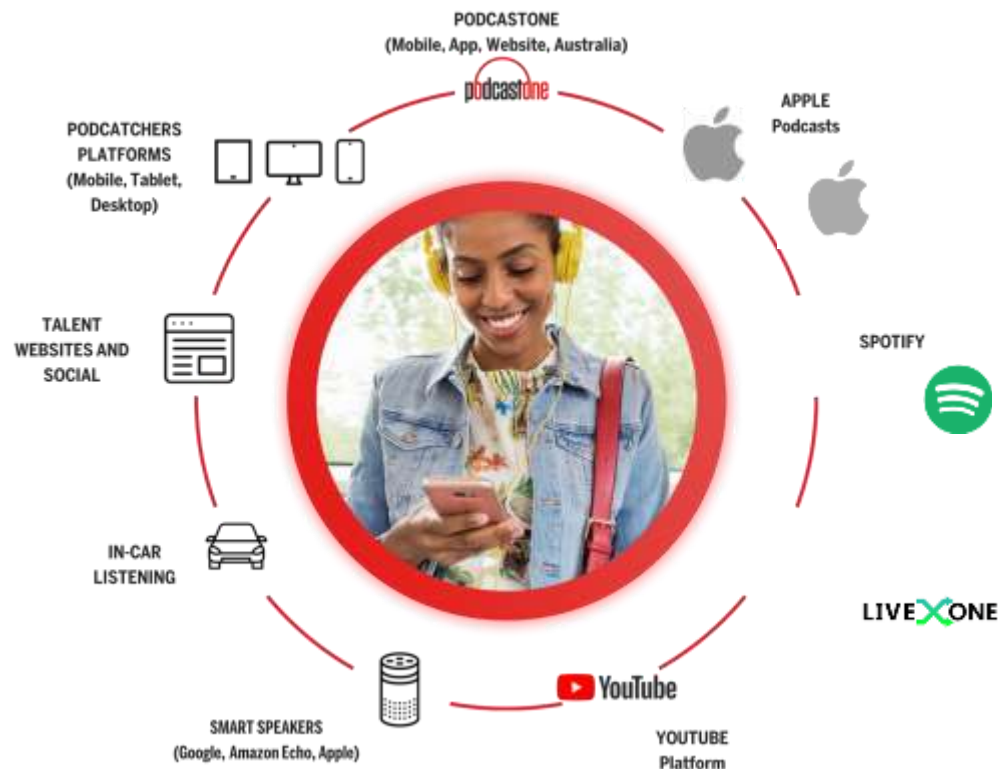 PODCASTONE
(Mobile, App, Website, Australia)
podcastone
APPLE
Podcasts
PODCATCHERS
PLATFORMS
(Mobile, Tablet,
Desktop)
TALENT
WEBSITES AND
SOCIAL
SPOTIFY
IN-CAR
LISTENING
LIVEXONE
YouTube
SMART SPEAKERS
(Google, Amazon Echo, Apple)
YOUTUBE
Platform